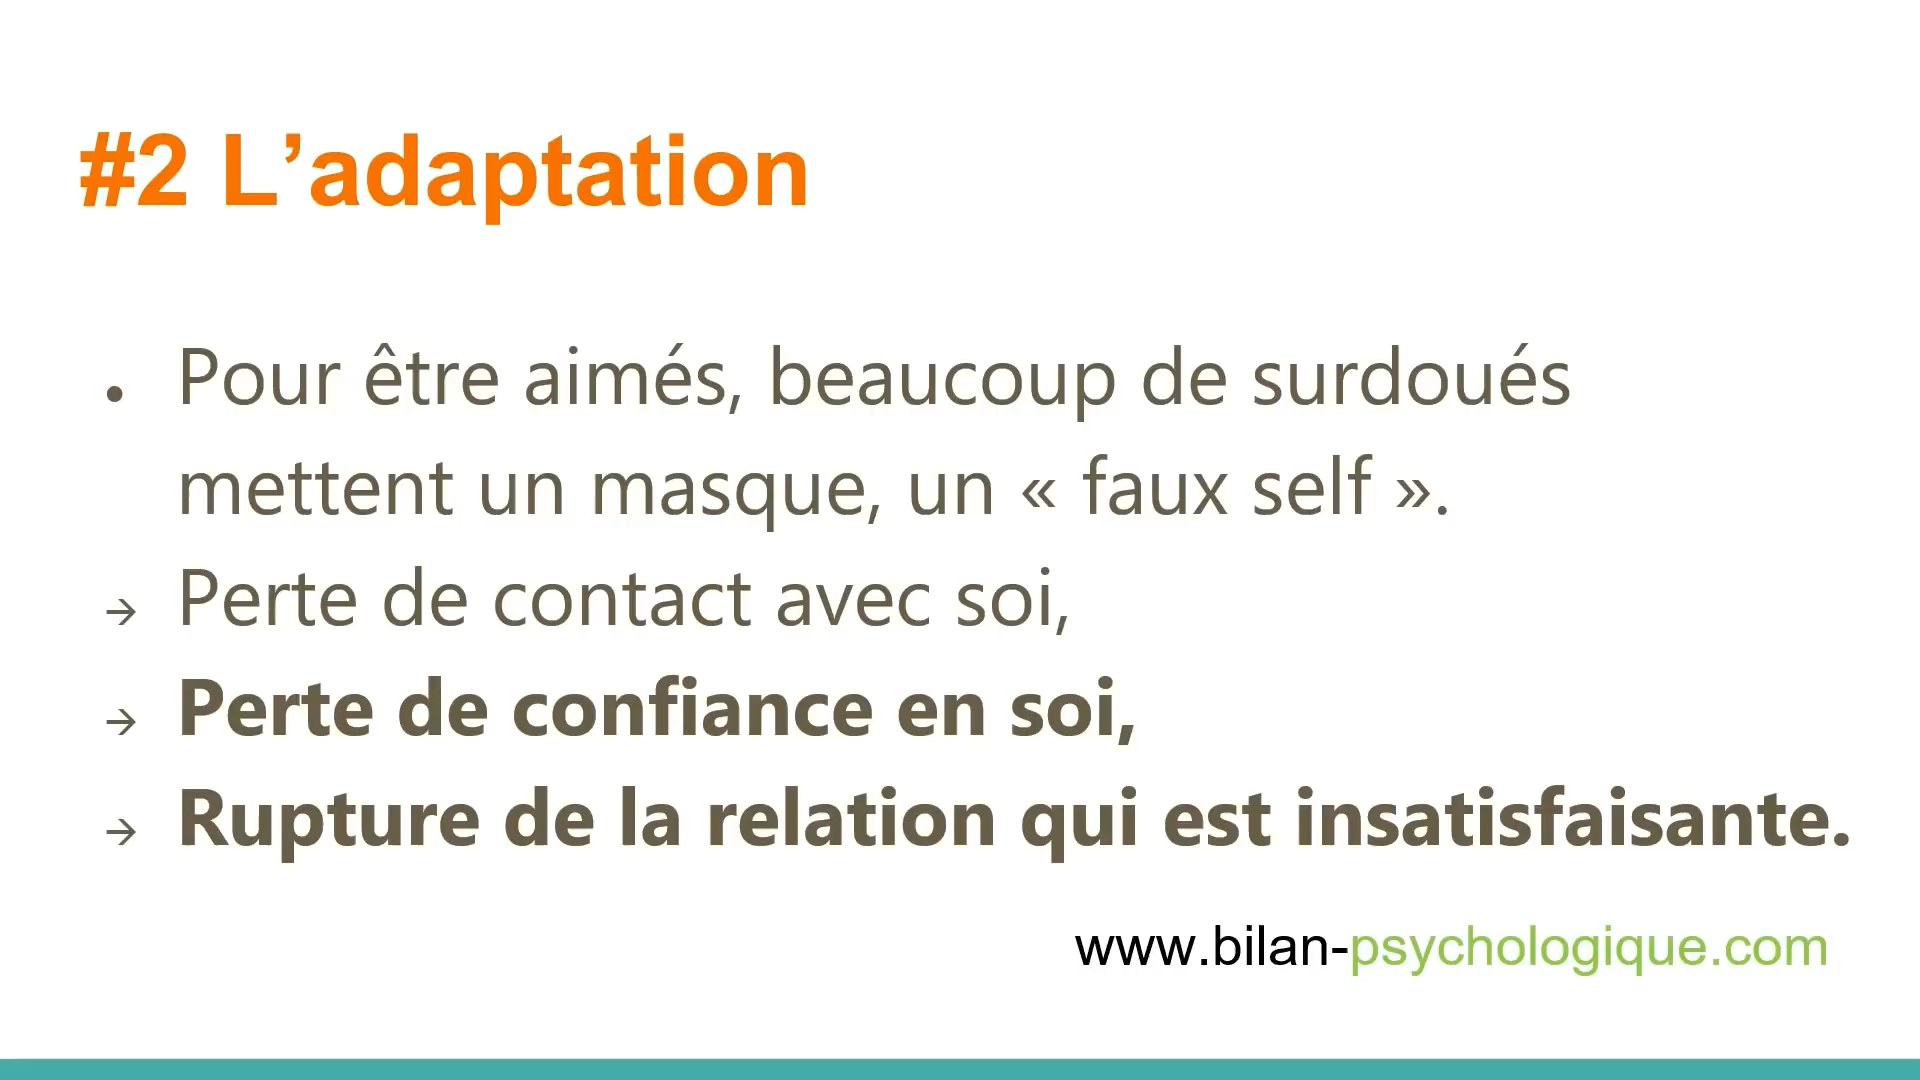 #2 L’adaptation
• Pour être aimés, beaucoup de surdoués
mettent un masque, un « faux self ».
→ Perte de contact avec soi,
→ Perte de confiance en soi,
→ Rupture de la relation qui est insatisfaisante.
www.bilan-psychologique.com